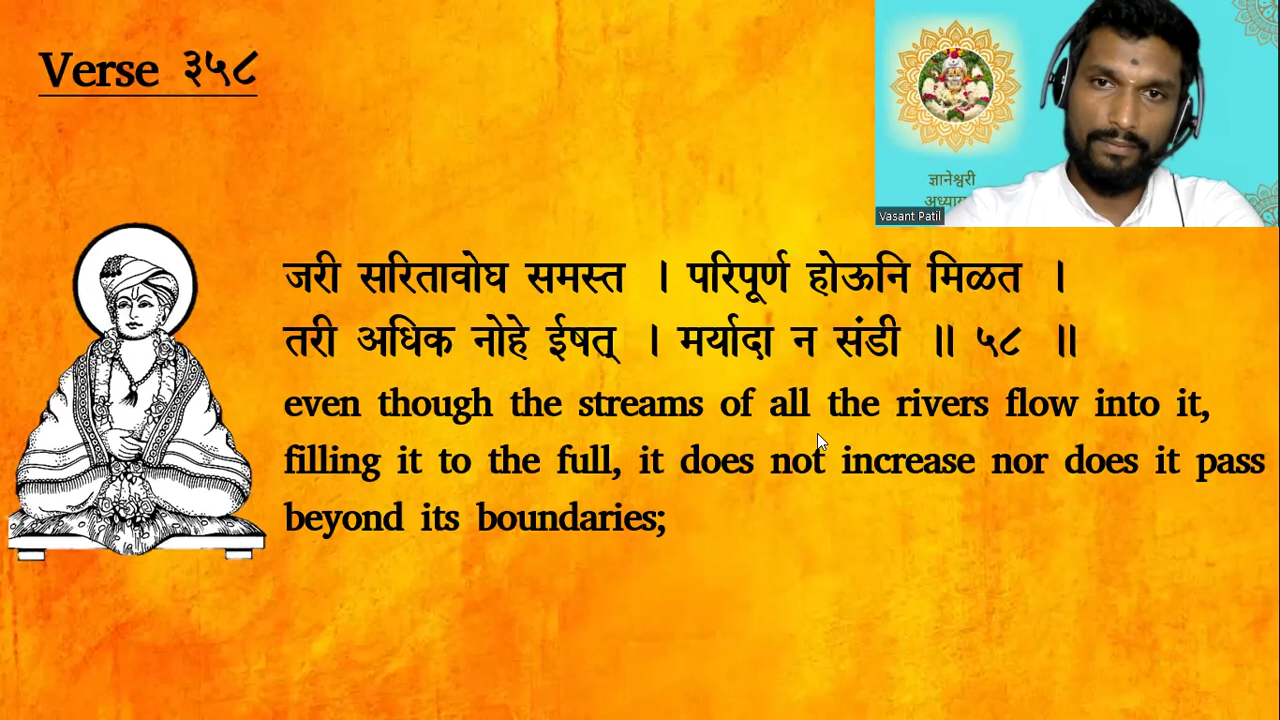 Verse ३५८
ज्ञानेश्वरी
Vasant Patil
जरी सरितावोघ समस्त । परिपूर्ण होऊनि मिळत ।
तरी अधिक नोहे ईषत् । मर्यादा न संडी ॥ ५८ ॥
even though the streams of all the rivers flow into it,
filling it to the full, it does not increase nor does it pass
beyond its boundaries;